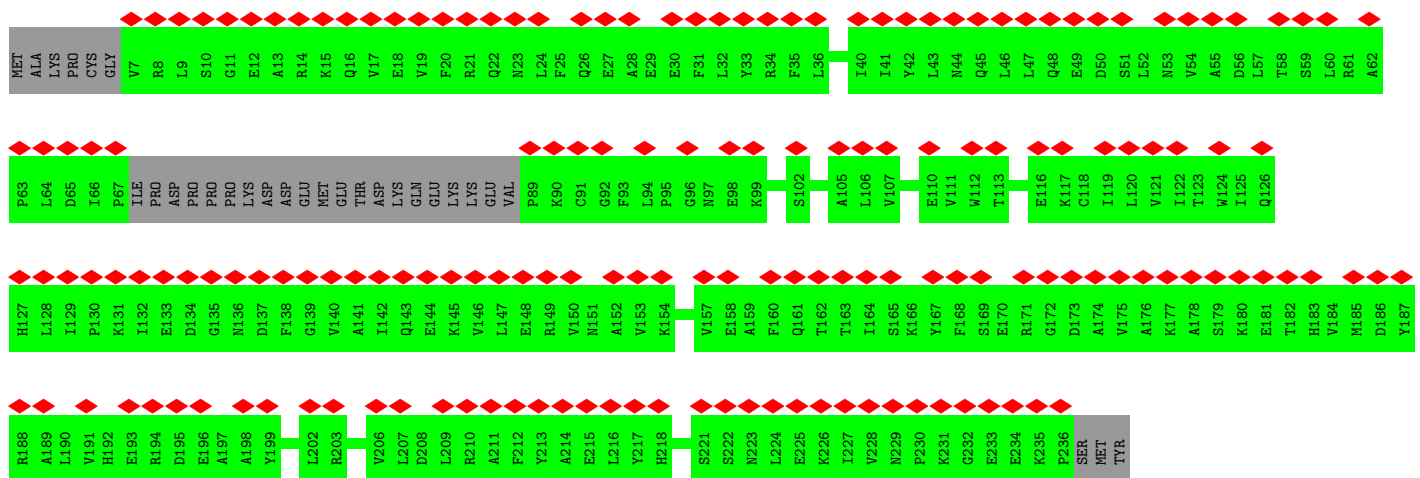 MET ALA LYS PRO CYS GLY V7 R8 L9 S10 G11 E12 A13 R14 K15 Q16 V17 E18 V19 F20 R21 Q22 N23 L24 F25 Q26 E27 A28 E29 E30 F31 L32 Y33 R34 F35 L36 I40 I41 Y42 L43 N44 Q45 L46 L47 Q48 E49 D50 S51 L52 N53 V54 A55 D56 L57 T58 S59 L60 R61 A62
P63 L64 D65 I66 P67 ILE PRO ASP PRO PRO PRO LYS ASP ASP GLU MET GLU THR ASP LYS GLN GLU LYS LYS GLU VAL P89 K90 C91 G92 F93 L94 P95 G96 N97 E98 K99 S102 A105 L106 V107 E110 V111 W112 T113 E116 K117 C118 I119 L120 V121 I122 T123 W124 I125 Q126
H127 L128 I129 P130 K131 I132 E133 D134 G135 N136 D137 F138 G139 V140 A141 I142 Q143 E144 K145 V146 L147 E148 R149 V150 N151 A152 V153 K154 V157 E158 A159 F160 Q161 T162 T163 I164 S165 K166 Y167 F168 S169 E170 R171 G172 D173 A174 V175 A176 K177 A178 S179 K180 E181 T182 H183 V184 M185 D186 Y187
R188 A189 L190 V191 H192 E193 R194 D195 E196 A197 A198 Y199 L202 R203 V206 L207 D208 L209 R210 A211 F212 Y213 A214 E215 L216 Y217 H218 S221 S222 N223 L224 E225 K226 I227 V228 N229 P230 K231 G232 E233 E234 K235 P236 SER MET TYR